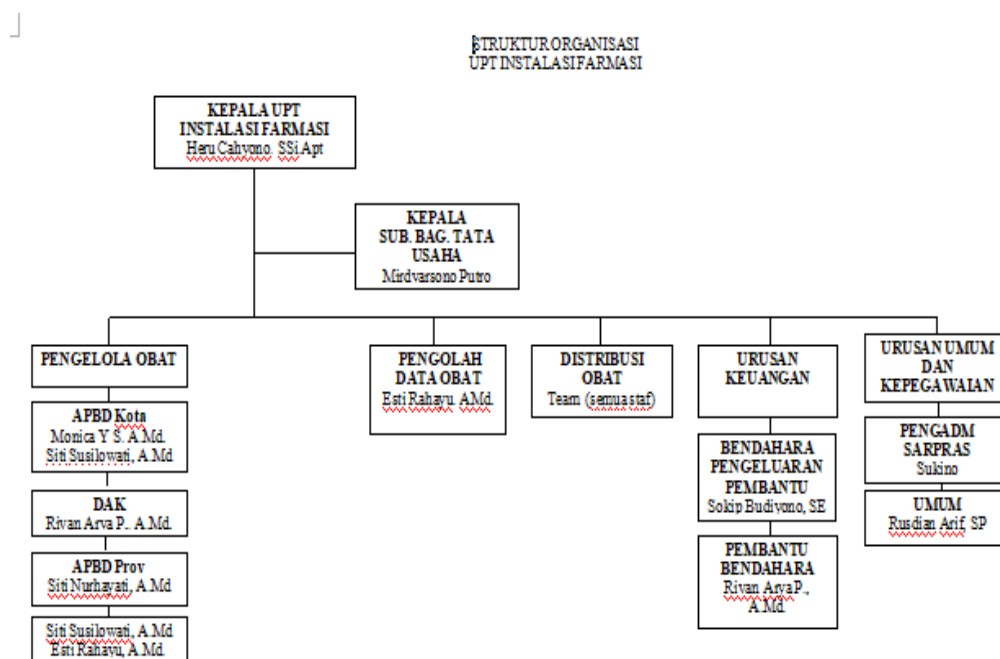 STRUKTUR ORGANISASI
UPT INSTALASI FARMASI
KEPALA UPT
INSTALASI FARMASI
Heru Cahyono. SSi.Apt
KEPALA
SUB. BAG. TATA
USAHA
Mirdyarsono Putro
PENGELOLA OBAT
APBD Kota
Monica Y S. A.Md.
Siti Susilowati, A.Md
DAK
Rivan Arya P.. A.Md.
APBD Prov
Siti Nurhayati, A.Md
Siti Susilowati, A.Md
Esti Rahayu, A.Md.
PENGOLAH
DATA OBAT
Esti Rahayu. AMd.
DISTRIBUSI
OBAT
Team (semua staf)
URUSAN
KEUANGAN
BENDAHARA
PENGELUARAN
PEMBANTU
Sokip Budiyono, SE
PEMBANTU
BENDAHARA
Rivan Arya P.,
A.Md.
URUSAN UMUM
DAN
KEPEGAWAIAN
PENGADM
SARPRAS
Sukino
UMUM
Rusdian Arif, SP